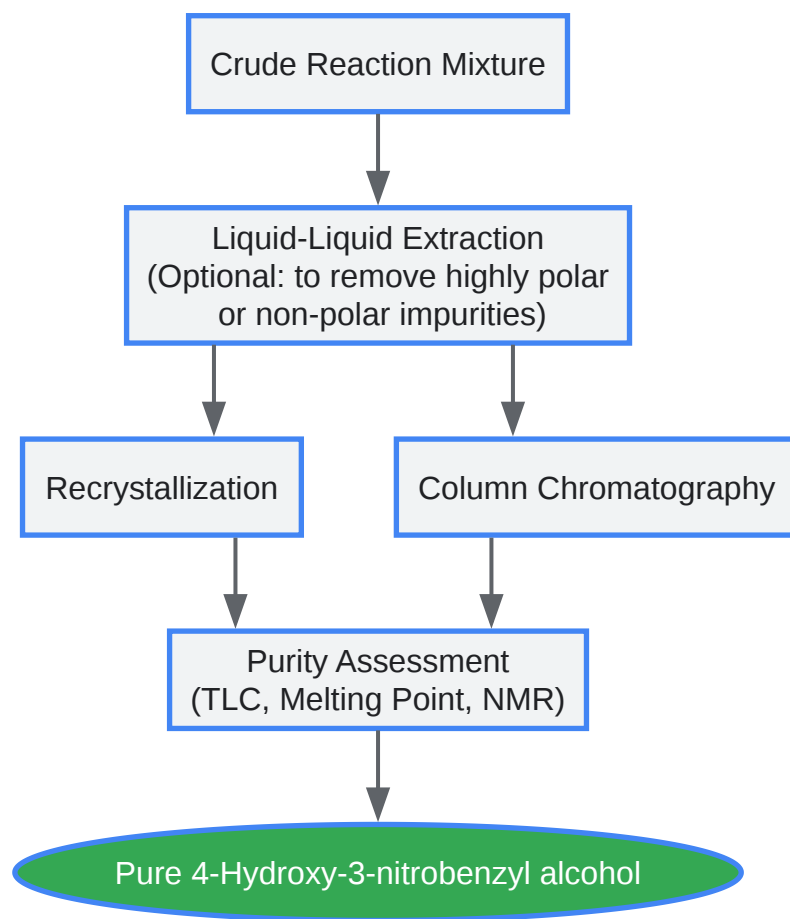 Crude Reaction Mixture
Liquid-Liquid Extraction
(Optional: to remove highly polar
or non-polar impurities)
Recrystallization
Column Chromatography
Purity Assessment
(TLC, Melting Point, NMR)
Pure 4-Hydroxy-3-nitrobenzyl alcohol